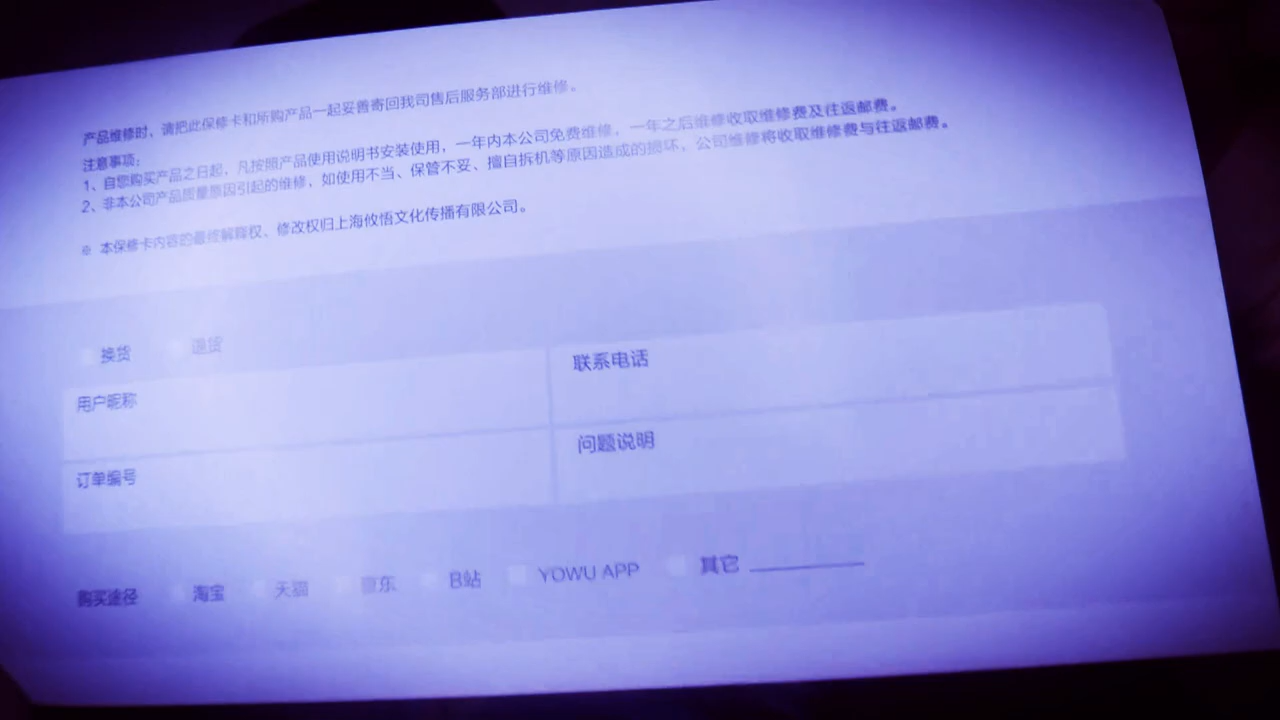 产品维修时，请把此保修卡和所购产品一起妥善寄回我司售后服务部进行维修。
注意事项：
1、自您购买产品之日起，凡按照产品使用说明书安装使用，一年内本公司免费维修，一年之后维修收取维修费及往返邮费。
2、非本公司产品质量原因引起的维修，如使用不当、保管不妥、擅自拆机等原因造成的损坏，公司维修将收取维修费与往返邮费。
※ 本保修卡内容的最终解释权、修改权归上海攸悟文化传播有限公司。
换货 退货
用户昵称 联系电话
订单编号 问题说明
购买途径 淘宝 天猫 京东 B站 YOWU APP 其它